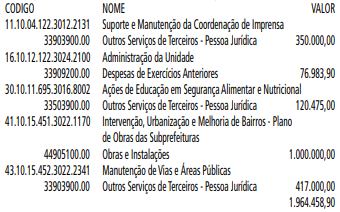 CODIGO NOME VALOR
11.10.04.122.3012.2131 Suporte e Manutenção da Coordenação de Imprensa
33903900.00 Outros Serviços de Terceiros - Pessoa Jurídica 350.000,00
16.10.12.122.3024.2100 Administração da Unidade
33909200.00 Despesas de Exercícios Anteriores 76.983,90
30.10.11.695.3016.8002 Ações de Educação em Segurança Alimentar e Nutricional
33503900.00 Outros Serviços de Terceiros - Pessoa Jurídica 120.475,00
41.10.15.451.3022.1170 Intervenção, Urbanização e Melhoria de Bairros - Plano
de Obras das Subprefeituras
44905100.00 Obras e Instalações 1.000.000,00
43.10.15.452.3022.2341 Manutenção de Vias e Áreas Públicas
33903900.00 Outros Serviços de Terceiros - Pessoa Jurídica 417.000,00
1.964.458,90